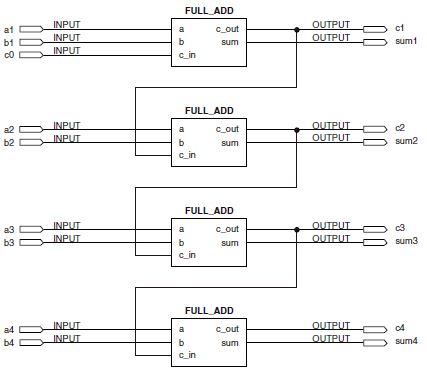 FULL_ADD
a1 INPUT a c_out OUTPUT c1
b1 INPUT b sum OUTPUT sum1
c0 INPUT c_in
FULL_ADD
a2 INPUT a c_out OUTPUT c2
b2 INPUT b sum OUTPUT sum2
c_in
FULL_ADD
a3 INPUT a c_out OUTPUT c3
b3 INPUT b sum OUTPUT sum3
c_in
FULL_ADD
a4 INPUT a c_out OUTPUT c4
b4 INPUT b sum OUTPUT sum4
c_in